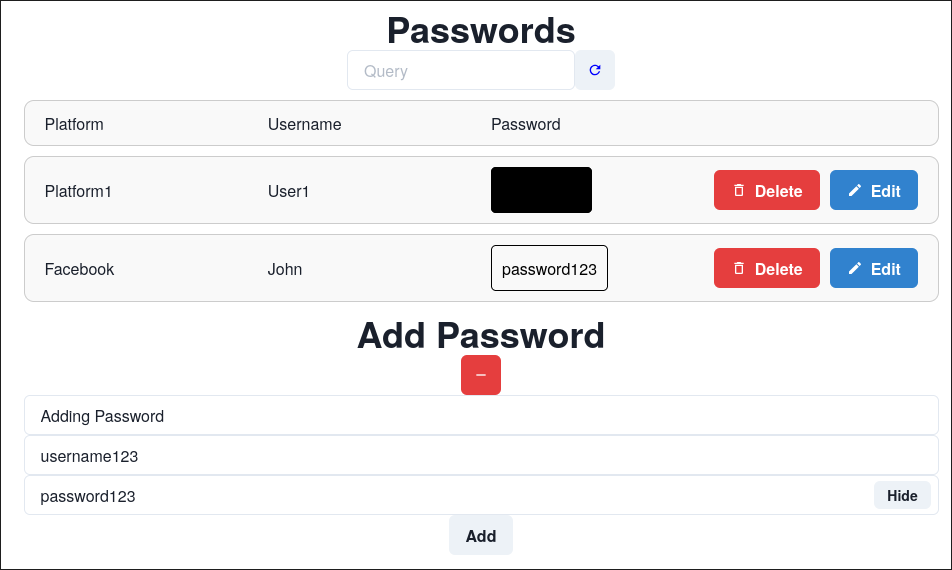 Passwords
Query
Platform Username Password
Platform1 User1 Delete Edit
Facebook John password123 Delete Edit
Add Password
Adding Password
username123
password123 Hide
Add